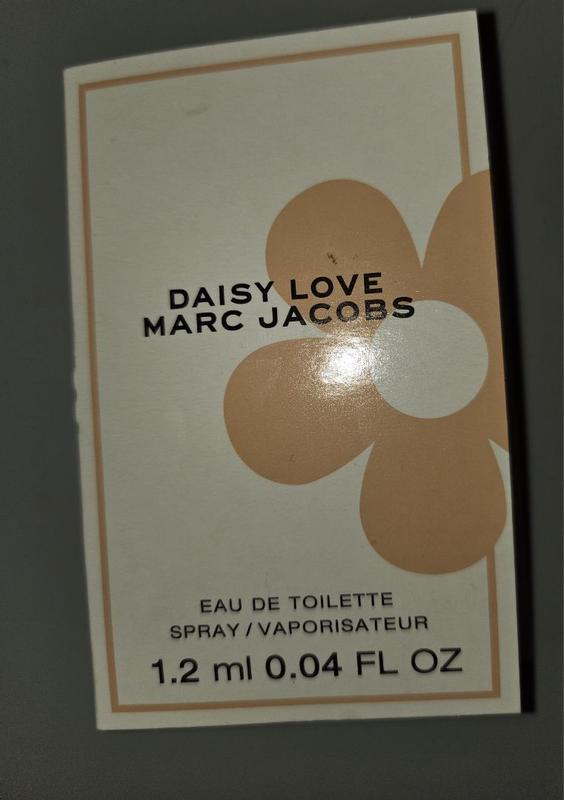 DAISY LOVE
MARC JACOBS
EAU DE TOILETTE
SPRAY / VAPORISATEUR
1.2 ml 0.04 FL OZ